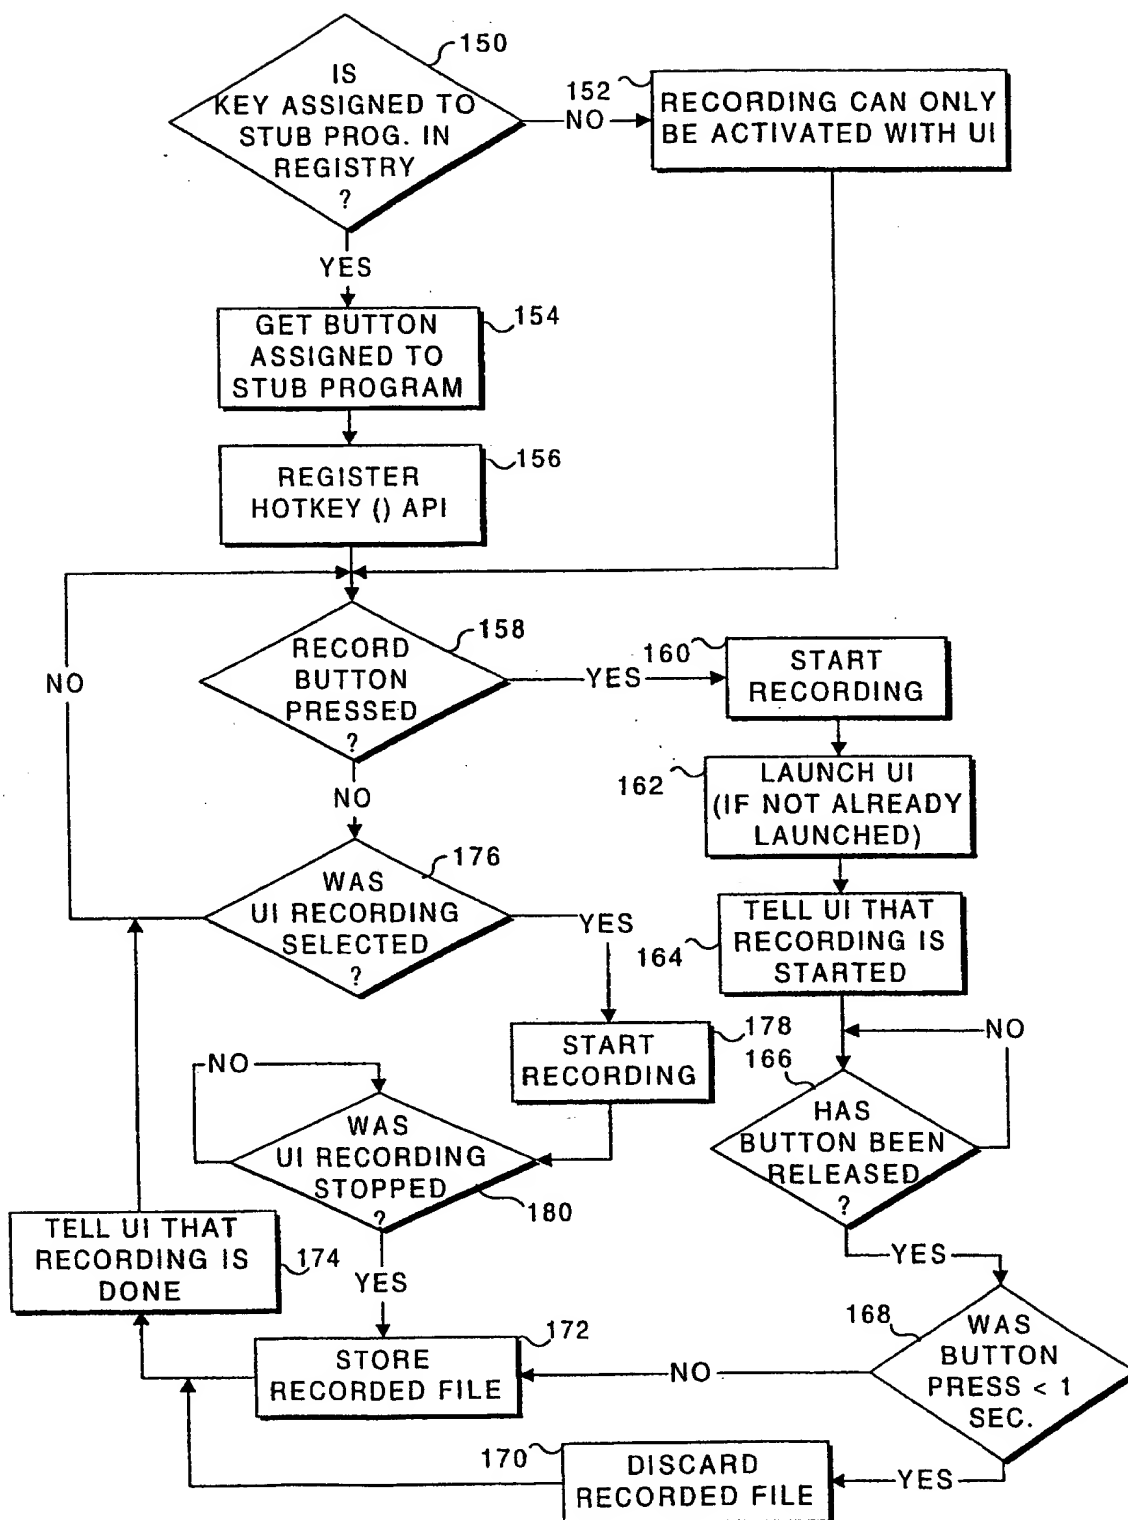 150
IS
KEY ASSIGNED TO
STUB PROG. IN
REGISTRY
?
NO
152
RECORDING CAN ONLY
BE ACTIVATED WITH UI
YES
GET BUTTON
ASSIGNED TO
STUB PROGRAM
154
REGISTER
HOTKEY () API
156
RECORD
BUTTON
PRESSED
?
158
YES
160
START
RECORDING
NO
NO
162
LAUNCH UI
(IF NOT ALREADY
LAUNCHED)
WAS
UI RECORDING
SELECTED
?
176
YES
164
TELL UI THAT
RECORDING IS
STARTED
START
RECORDING
178
NO
166
HAS
BUTTON BEEN
RELEASED
?
NO
WAS
UI RECORDING
STOPPED
?
180
YES
YES
TELL UI THAT
RECORDING IS
DONE
174
STORE
RECORDED FILE
172
NO
168
WAS
BUTTON
PRESS < 1
SEC.
YES
170
DISCARD
RECORDED FILE